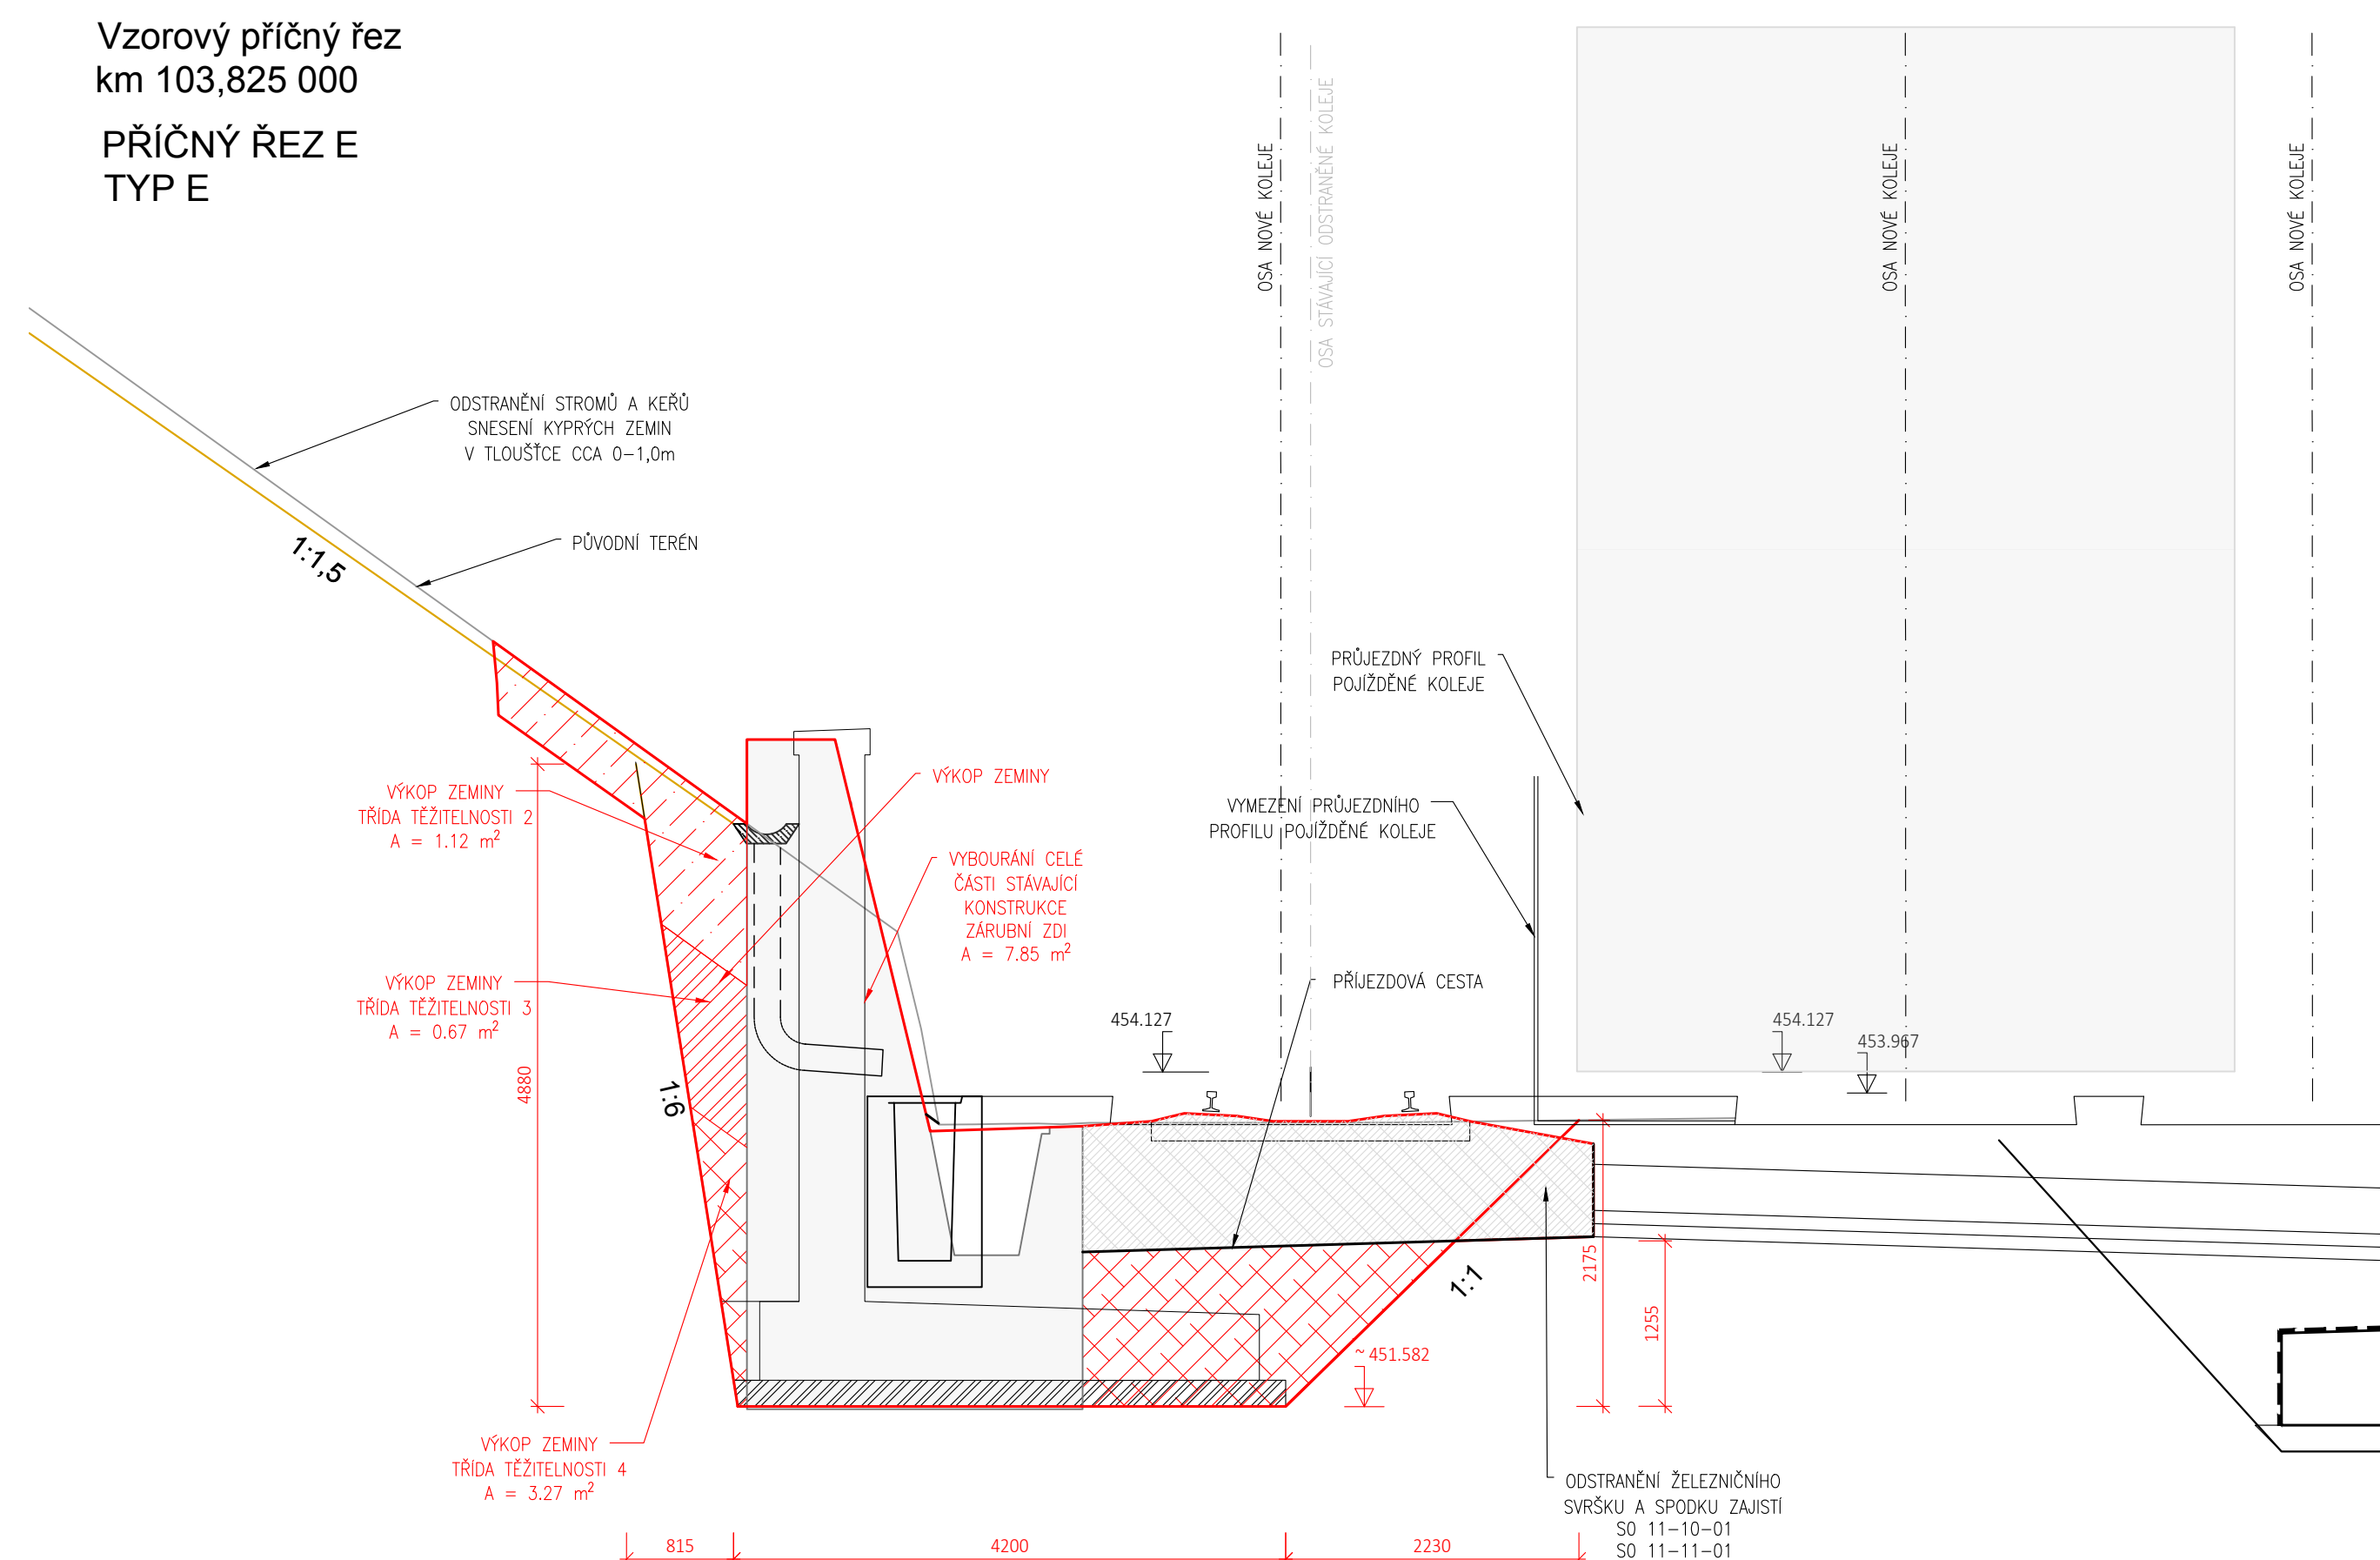 Vzorový příčný řez
km 103,825 000
PŘÍČNÝ ŘEZ E
TYP E
OSA NOVÉ KOLEJE
OSA STÁVAJÍCÍ ODSTRANĚNÉ KOLEJE
OSA NOVÉ KOLEJE
OSA NOVÉ KOLEJE
ODSTRANĚNÍ STROMŮ A KEŘŮ
SNESENÍ KYPRÝCH ZEMIN
V TLOUŠŤCE CCA 0-1,0m
PŮVODNÍ TERÉN
1:1,5
PRŮJEZDNÝ PROFIL
POJÍŽDĚNÉ KOLEJE
VÝKOP ZEMINY
TŘÍDA TĚŽITELNOSTI 2
A = 1.12 m²
VÝKOP ZEMINY
VYMEZENÍ PRŮJEZDNÍHO
PROFILU POJÍŽDĚNÉ KOLEJE
VYBOURÁNÍ CELÉ
ČÁSTI STÁVAJÍCÍ
KONSTRUKCE
ZÁRUBNÍ ZDI
A = 7.85 m²
VÝKOP ZEMINY
TŘÍDA TĚŽITELNOSTI 3
A = 0.67 m²
PŘÍJEZDOVÁ CESTA
454.127
454.127
453.967
4880
1:6
2175
1:1
1255
~ 451.582
VÝKOP ZEMINY
TŘÍDA TĚŽITELNOSTI 4
A = 3.27 m²
ODSTRANĚNÍ ŽELEZNIČNÍHO
SVRŠKU A SPODKU ZAJISTÍ
SO 11-10-01
SO 11-11-01
815
4200
2230